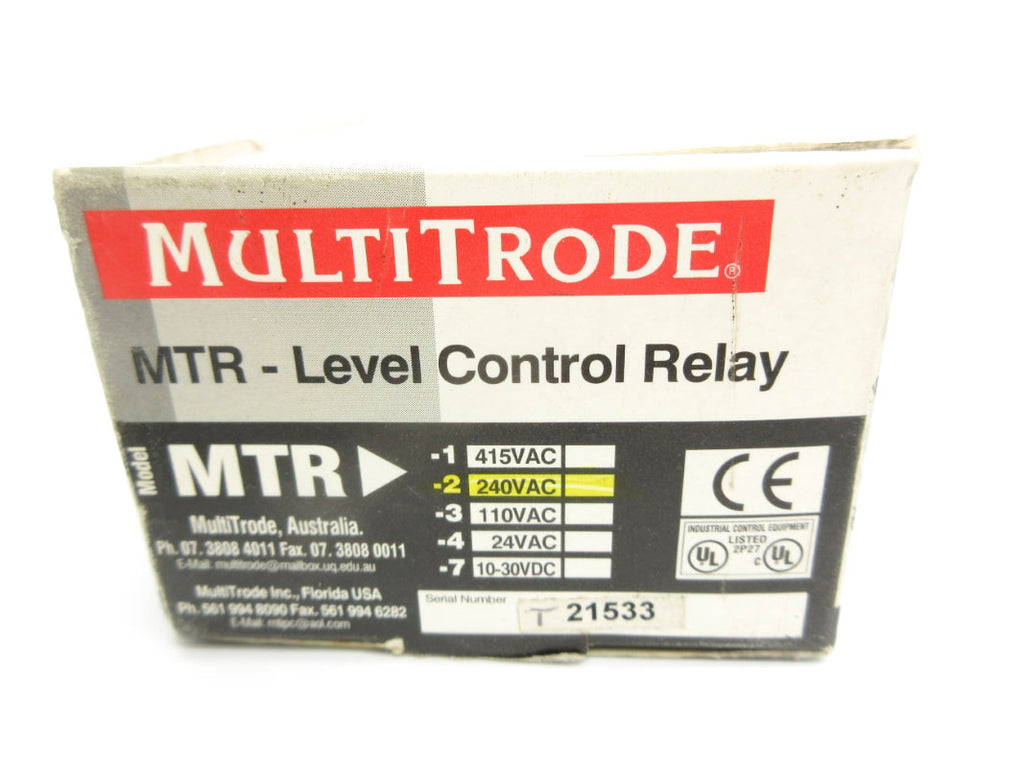 MULTITRODE®
MTR - Level Control Relay
Model
MTR
-1 415VAC
-2 240VAC
-3 110VAC
-4 24VAC
-7 10-30VDC
MultiTrode, Australia.
Ph. 07. 3808 4011 Fax. 07. 3808 0011
E-Mail: multitrode@mailbox.uq.edu.au
MultiTrode Inc., Florida USA
Ph. 561 994 8090 Fax. 561 994 6282
E-Mail: mtipc@aol.com
CE
INDUSTRIAL CONTROL EQUIPMENT
LISTED
2P27
UL
c UL
Serial Number
T 21533